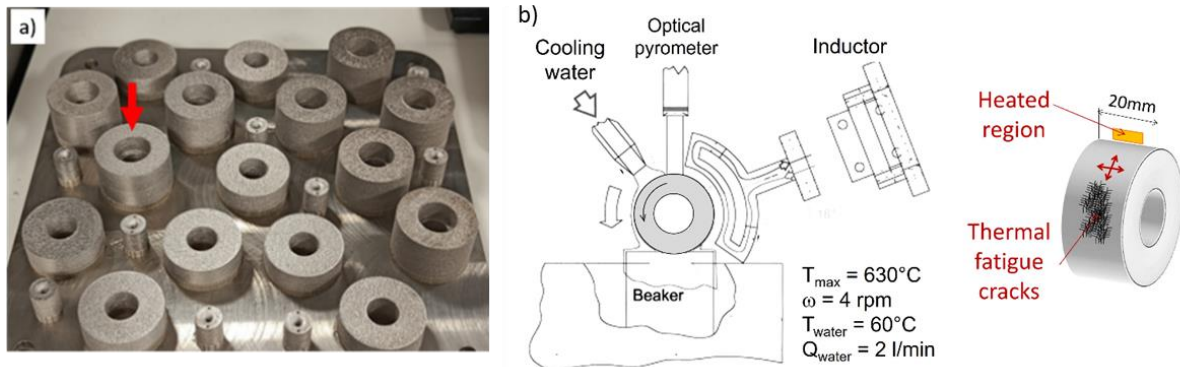 a)
b)
Optical
pyrometer
Cooling
water
Inductor
20mm
Heated
region
Thermal
fatigue
cracks
Beaker
Tmax = 630°C
ω = 4 rpm
Twater = 60°C
Qwater = 2 l/min